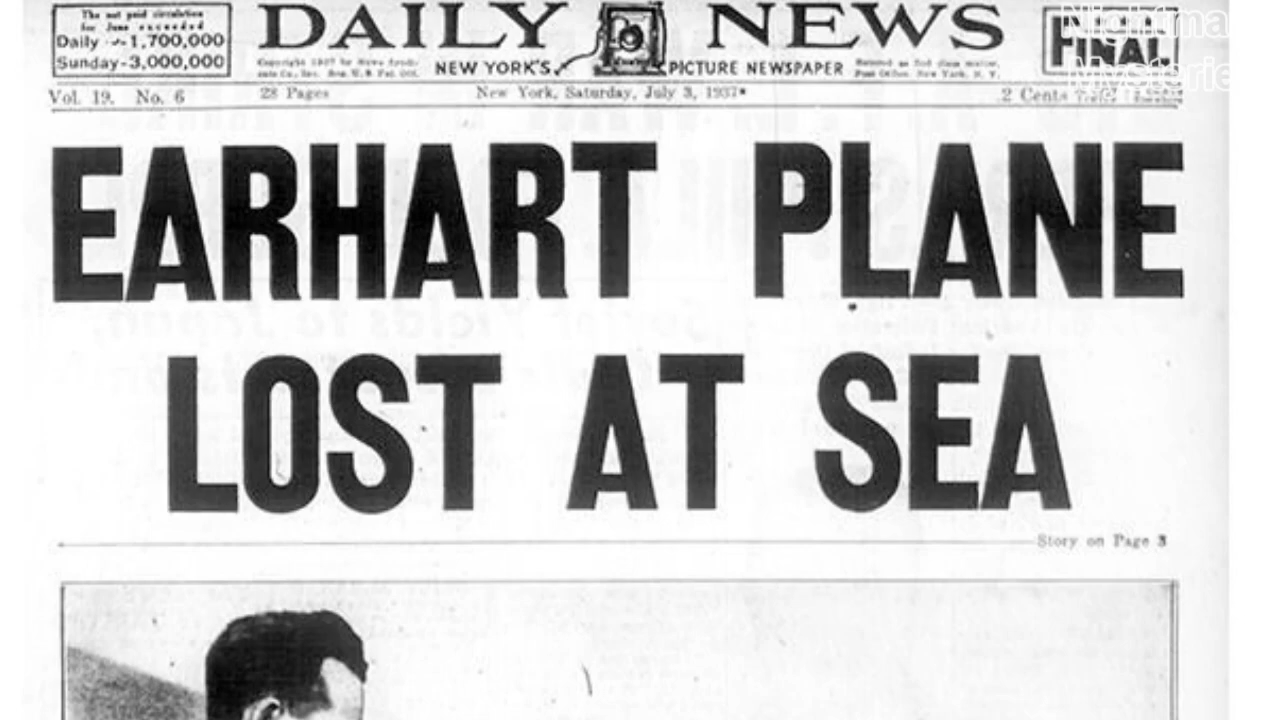 The net paid circulation
for June exceeded
Daily --1,700,000
Sunday-3,000,000
DAILY NEWS
NEW YORK'S PICTURE NEWSPAPER
FINAL
Nightma
Mysterie
Vol. 19. No. 6 28 Pages New York, Saturday, July 3, 1937* 2 Cents
EARHART PLANE
LOST AT SEA
Story on Page 3